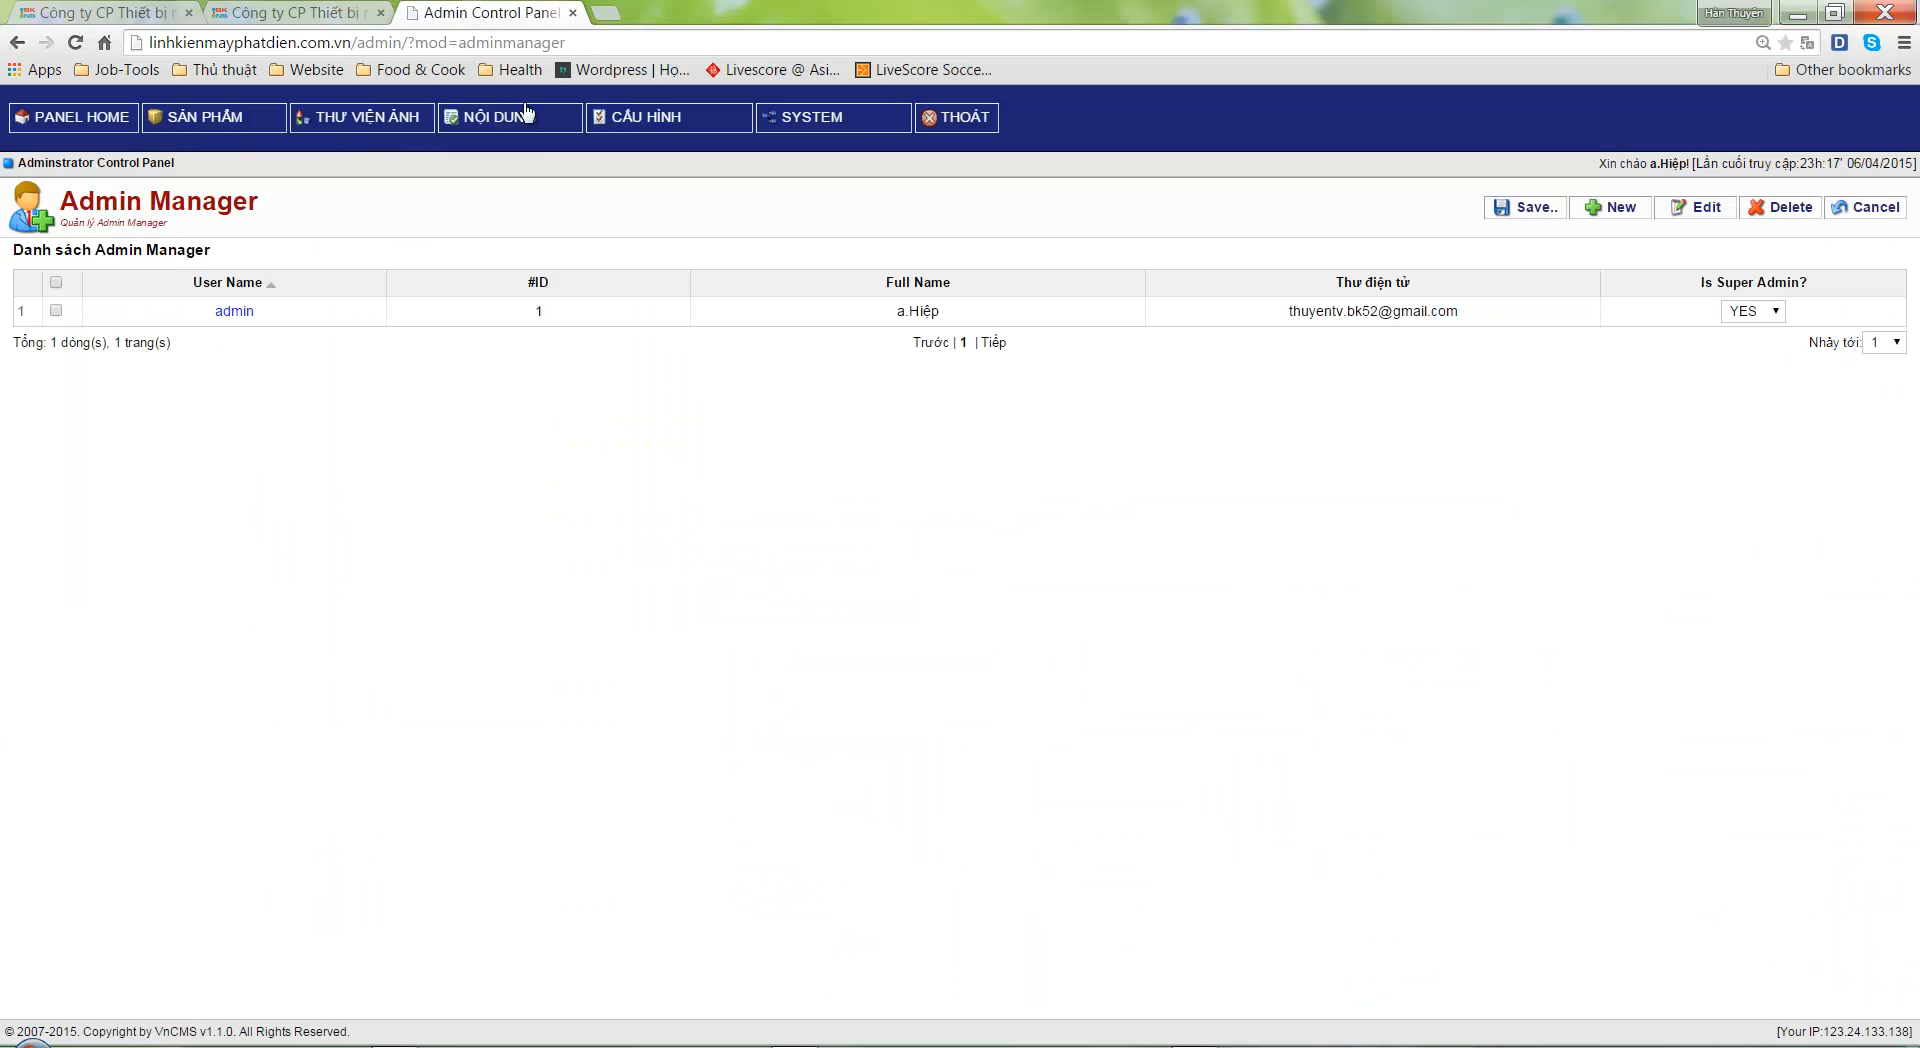 Công ty CP Thiết bị
Công ty CP Thiết bị
Admin Control Panel
Hân Thuyên
linhkienmayphatdien.com.vn/admin/?mod=adminmanager
Apps Job-Tools Thủ thuật Website Food & Cook Health Wordpress | Họ... Livescore @ Asi... LiveScore Socce... Other bookmarks
PANEL HOME SẢN PHẨM THƯ VIỆN ẢNH NỘI DUN CẤU HÌNH SYSTEM THOÁT
Adminstrator Control Panel Xin chào a.Hiệp! [Lần cuối truy cập:23h:17' 06/04/2015]
Admin Manager
Quản lý Admin Manager
Save.. New Edit Delete Cancel
Danh sách Admin Manager
User Name #ID Full Name Thư điện tử Is Super Admin?
1 admin 1 a.Hiệp thuyentv.bk52@gmail.com YES
Tổng: 1 dòng(s), 1 trang(s) Trước | 1 | Tiếp Nhảy tới: 1
© 2007-2015. Copyright by VnCMS v1.1.0. All Rights Reserved. [Your IP:123.24.133.138]